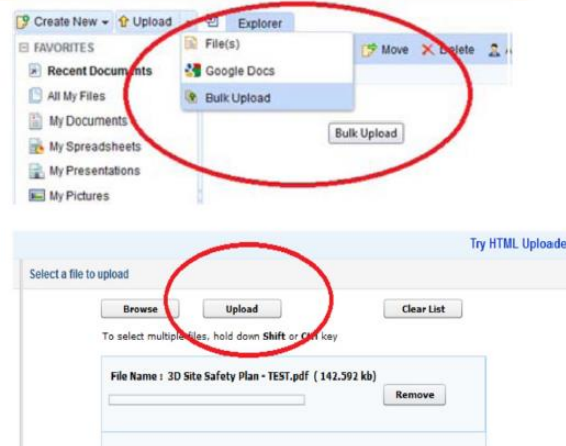 Create New Upload Explorer
File(s)
FAVORITES Move Delete
Recent Documents Google Docs
All My Files Bulk Upload
My Documents
Bulk Upload
My Spreadsheets
My Presentations
My Pictures
Try HTML Uploade
Select a file to upload
Browse Upload Clear List
To select multiple files, hold down Shift or Ctrl key
File Name : 3D Site Safety Plan - TEST.pdf ( 142.592 kb)
Remove